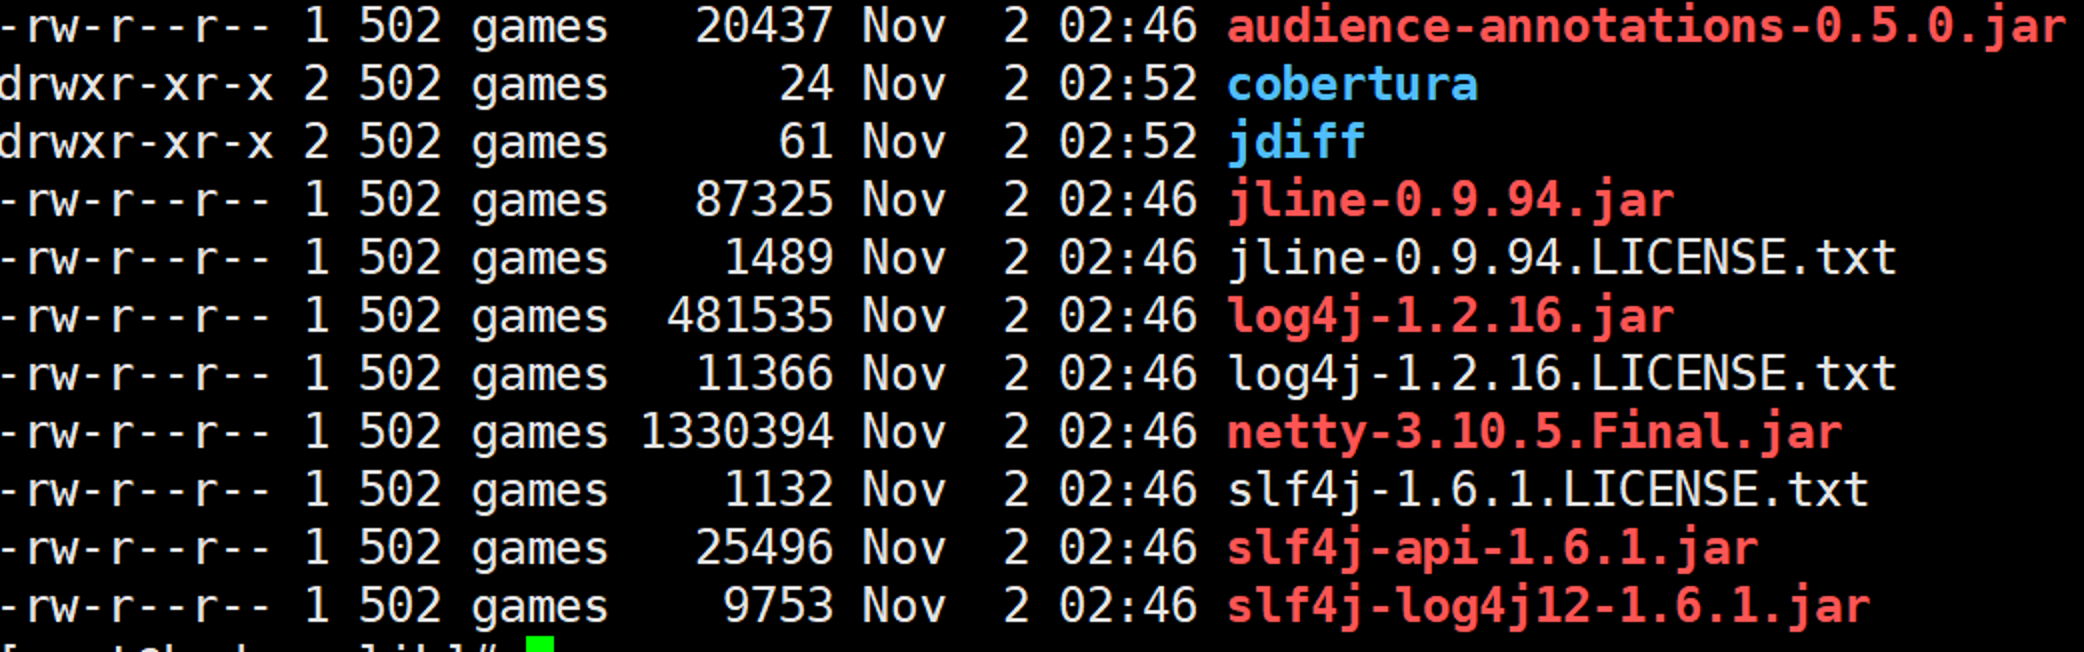 -rw-r--r-- 1 502 games   20437 Nov  2 02:46 audience-annotations-0.5.0.jar
drwxr-xr-x 2 502 games      24 Nov  2 02:52 cobertura
drwxr-xr-x 2 502 games      61 Nov  2 02:52 jdiff
-rw-r--r-- 1 502 games   87325 Nov  2 02:46 jline-0.9.94.jar
-rw-r--r-- 1 502 games    1489 Nov  2 02:46 jline-0.9.94.LICENSE.txt
-rw-r--r-- 1 502 games  481535 Nov  2 02:46 log4j-1.2.16.jar
-rw-r--r-- 1 502 games   11366 Nov  2 02:46 log4j-1.2.16.LICENSE.txt
-rw-r--r-- 1 502 games 1330394 Nov  2 02:46 netty-3.10.5.Final.jar
-rw-r--r-- 1 502 games    1132 Nov  2 02:46 slf4j-1.6.1.LICENSE.txt
-rw-r--r-- 1 502 games   25496 Nov  2 02:46 slf4j-api-1.6.1.jar
-rw-r--r-- 1 502 games    9753 Nov  2 02:46 slf4j-log4j12-1.6.1.jar